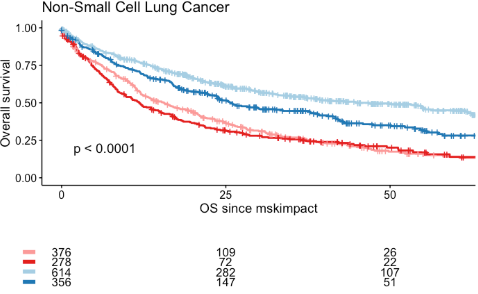 Non-Small Cell Lung Cancer
1.00
0.75
0.50
0.25
0.00
Overall survival
p < 0.0001
0 25 50
OS since mskimpact
376 109 26
278 72 22
614 282 107
356 147 51